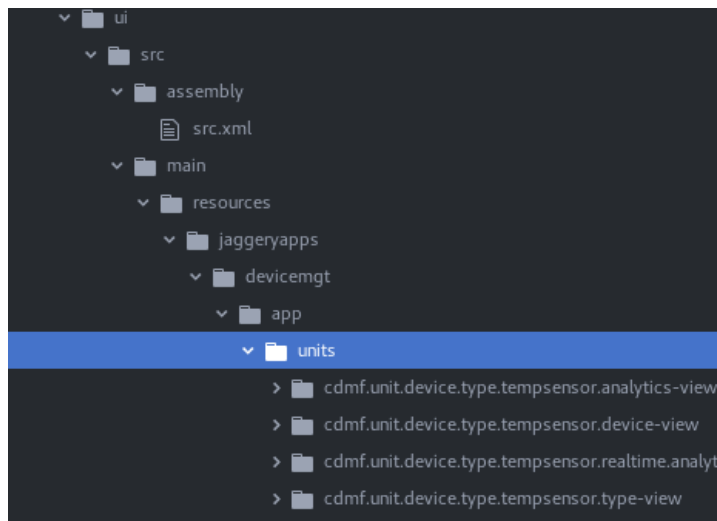 ui
src
assembly
src.xml
main
resources
jaggeryapps
devicemgt
app
units
cdmf.unit.device.type.tempsensor.analytics-view
cdmf.unit.device.type.tempsensor.device-view
cdmf.unit.device.type.tempsensor.realtime.analyt
cdmf.unit.device.type.tempsensor.type-view